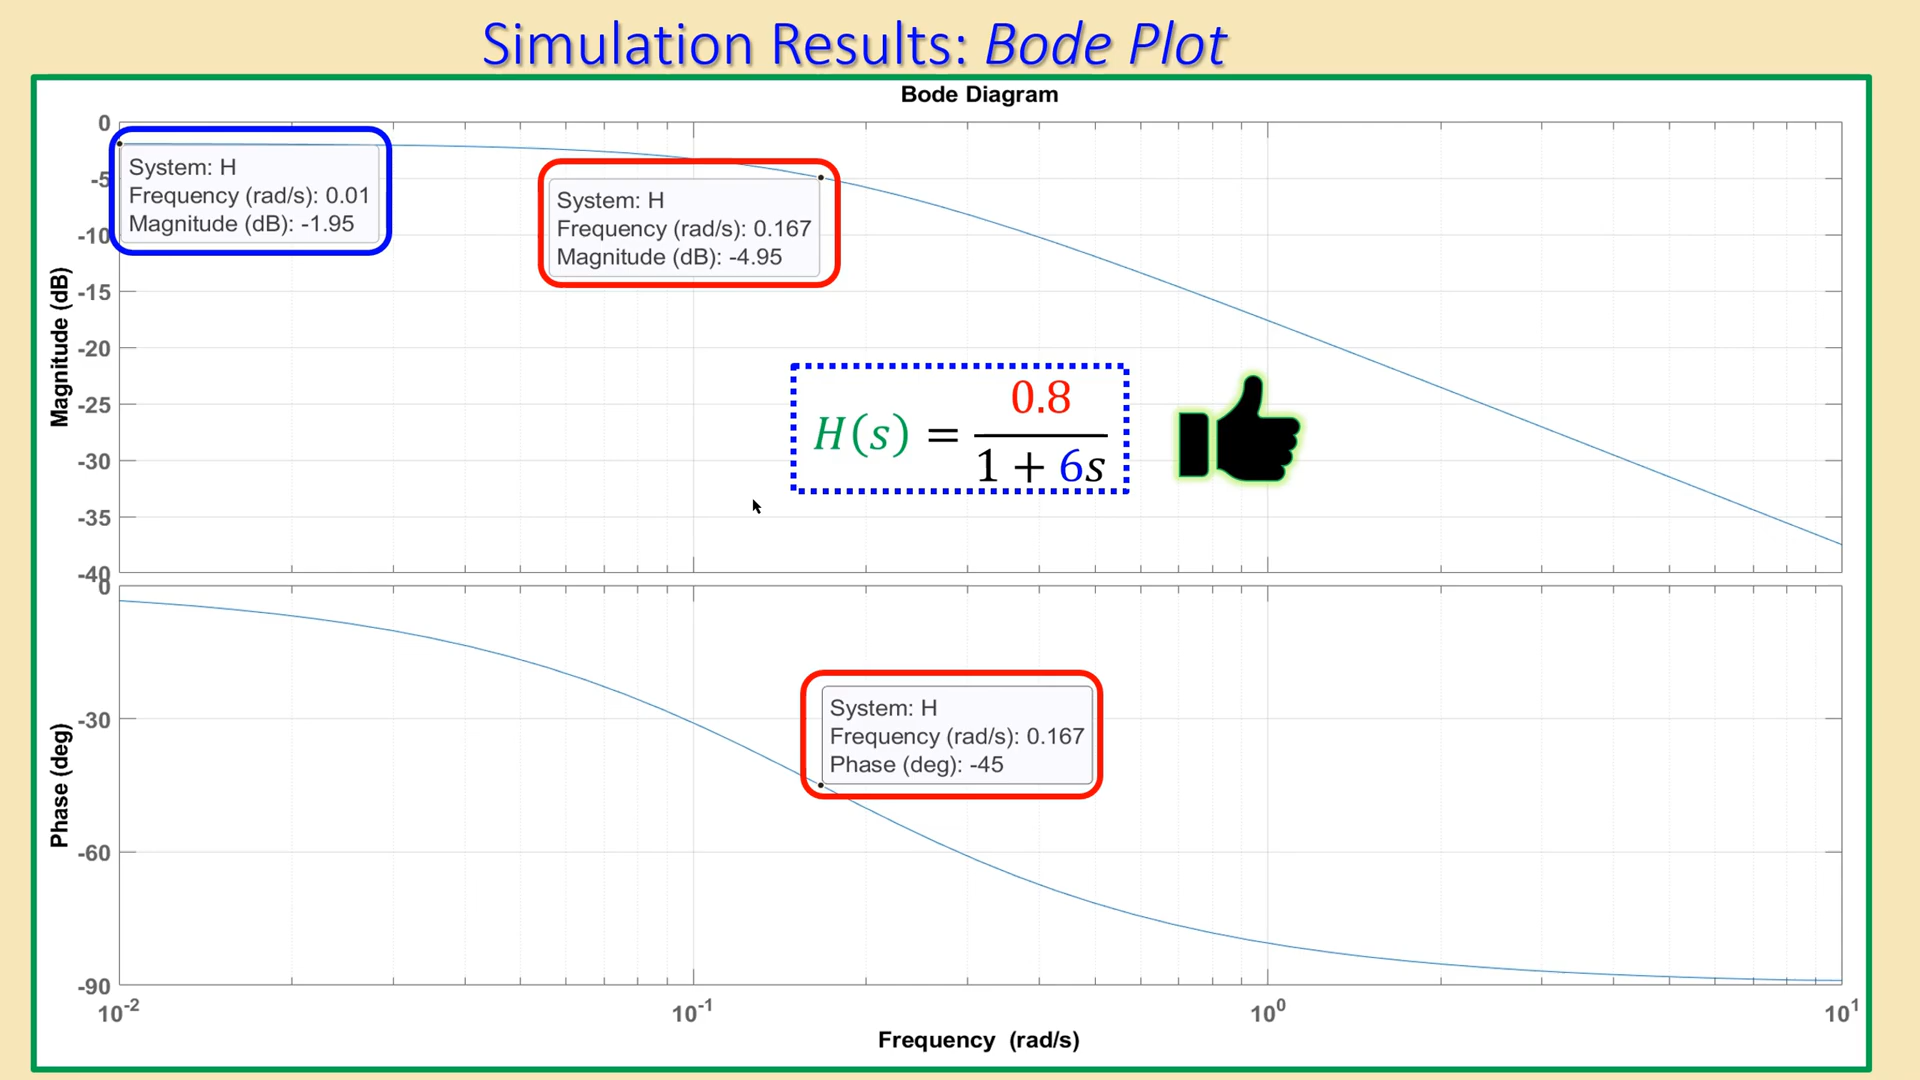 Simulation Results: Bode Plot
Bode Diagram
0
-5
-10
-15
-20
-25
-30
-35
-40
Magnitude (dB)
System: H
Frequency (rad/s): 0.01
Magnitude (dB): -1.95
System: H
Frequency (rad/s): 0.167
Magnitude (dB): -4.95
H(s) = 0.8 / 1 + 6s
0
-30
-60
-90
Phase (deg)
System: H
Frequency (rad/s): 0.167
Phase (deg): -45
10^-2 10^-1 10^0 10^1
Frequency (rad/s)